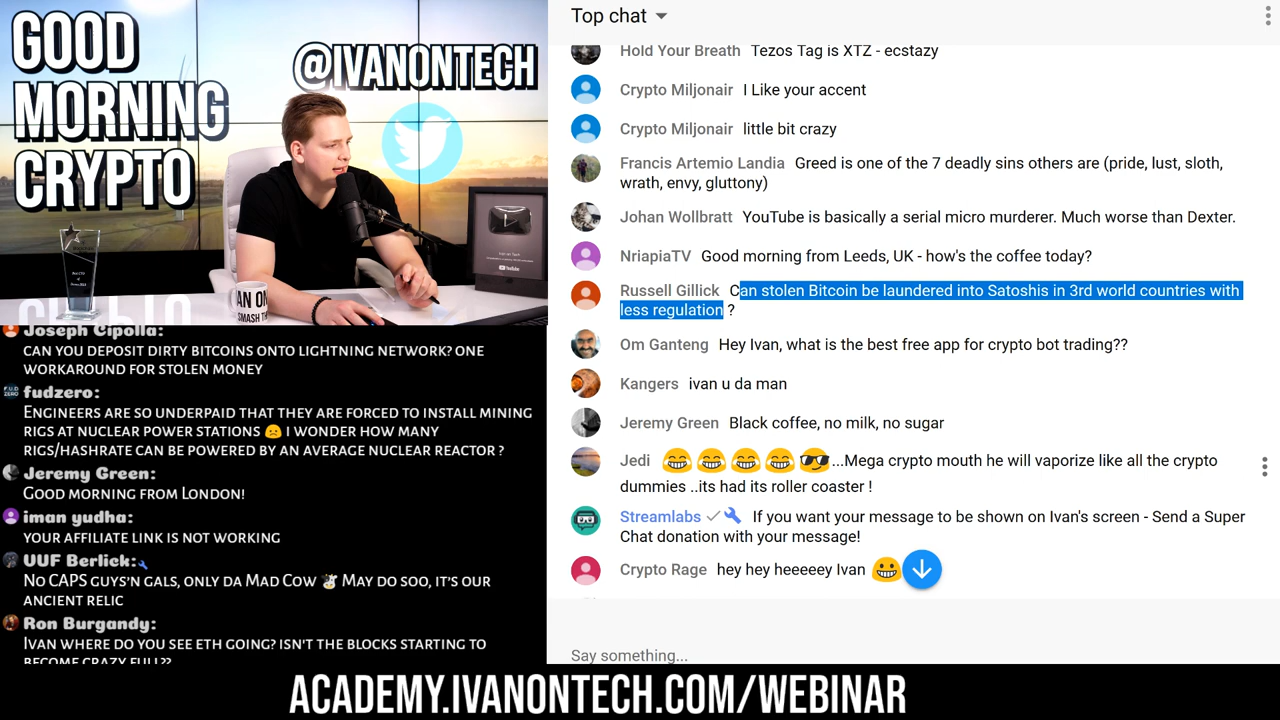 GOOD
MORNING
CRYPTO
@IVANONTECH
YouTube
AN ON
SMASH TH
Joseph Cipolla:
CAN YOU DEPOSIT DIRTY BITCOINS ONTO LIGHTNING NETWORK? ONE
WORKAROUND FOR STOLEN MONEY
fudzero:
ENGINEERS ARE SO UNDERPAID THAT THEY ARE FORCED TO INSTALL MINING
RIGS AT NUCLEAR POWER STATIONS 😟 I WONDER HOW MANY
RIGS/HASHRATE CAN BE POWERED BY AN AVERAGE NUCLEAR REACTOR ?
Jeremy Green:
GOOD MORNING FROM LONDON!
iman yudha:
YOUR AFFILIATE LINK IS NOT WORKING
UUF Berlick:
NO CAPS GUYS'N GALS, ONLY DA MAD COW 🐮 MAY DO SOO, IT'S OUR
ANCIENT RELIC
Ron Burgandy:
IVAN WHERE DO YOU SEE ETH GOING? ISN'T THE BLOCKS STARTING TO
BECOME CRAZY FULL??
Top chat
Hold Your Breath Tezos Tag is XTZ - ecstazy
Crypto Miljonair I Like your accent
Crypto Miljonair little bit crazy
Francis Artemio Landia Greed is one of the 7 deadly sins others are (pride, lust, sloth,
wrath, envy, gluttony)
Johan Wollbratt YouTube is basically a serial micro murderer. Much worse than Dexter.
NriapiaTV Good morning from Leeds, UK - how's the coffee today?
Russell Gillick Can stolen Bitcoin be laundered into Satoshis in 3rd world countries with
less regulation ?
Om Ganteng Hey Ivan, what is the best free app for crypto bot trading??
Kangers ivan u da man
Jeremy Green Black coffee, no milk, no sugar
Jedi 😂😂😂😂😎...Mega crypto mouth he will vaporize like all the crypto
dummies ..its had its roller coaster !
Streamlabs If you want your message to be shown on Ivan's screen - Send a Super
Chat donation with your message!
Crypto Rage hey hey heeeeey Ivan 😀
Say something...
ACADEMY.IVANONTECH.COM/WEBINAR